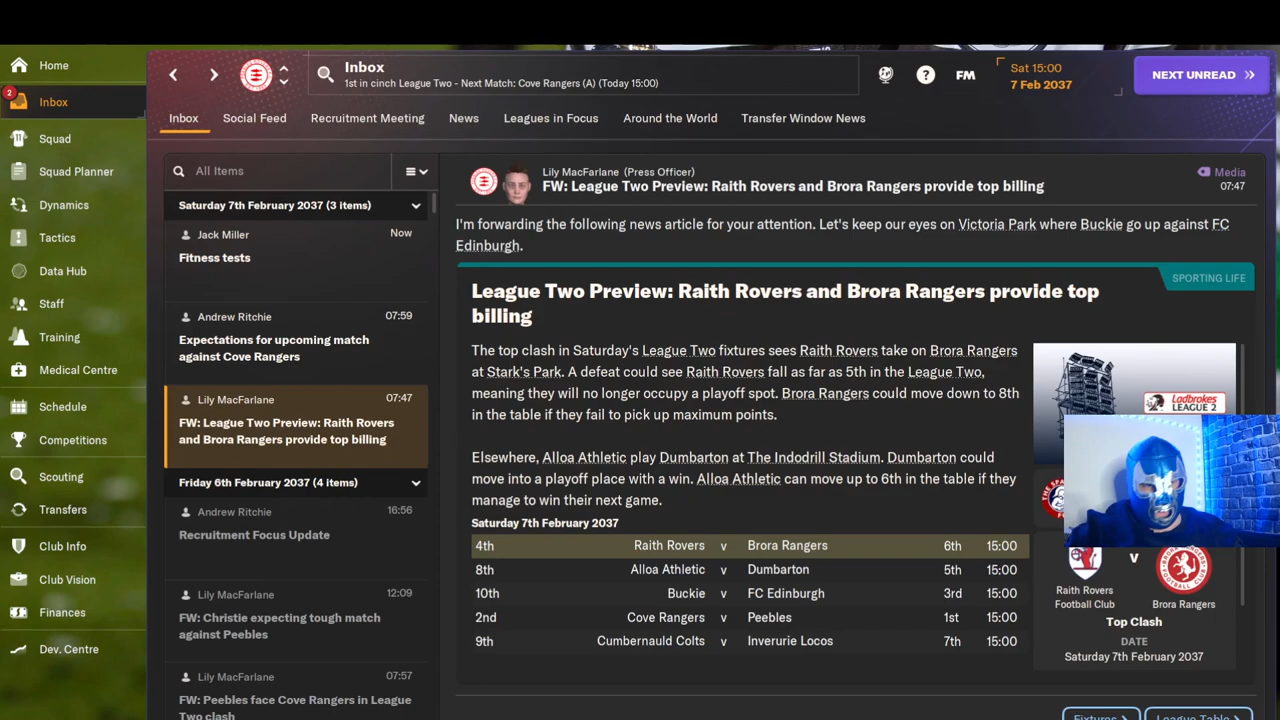 Home
Inbox
2
Squad
Squad Planner
Dynamics
Tactics
Data Hub
Staff
Training
Medical Centre
Schedule
Competitions
Scouting
Transfers
Club Info
Club Vision
Finances
Dev. Centre
Inbox
1st in cinch League Two - Next Match: Cove Rangers (A) (Today 15:00)
?
FM
Sat 15:00
7 Feb 2037
NEXT UNREAD
Inbox
Social Feed
Recruitment Meeting
News
Leagues in Focus
Around the World
Transfer Window News
All Items
Saturday 7th February 2037 (3 items)
Jack Miller Now
Fitness tests
Andrew Ritchie 07:59
Expectations for upcoming match
against Cove Rangers
Lily MacFarlane 07:47
FW: League Two Preview: Raith Rovers
and Brora Rangers provide top billing
Friday 6th February 2037 (4 items)
Andrew Ritchie 16:56
Recruitment Focus Update
Lily MacFarlane 12:09
FW: Christie expecting tough match
against Peebles
Lily MacFarlane 07:57
FW: Peebles face Cove Rangers in League
Two clash
Lily MacFarlane (Press Officer)
FW: League Two Preview: Raith Rovers and Brora Rangers provide top billing
Media
07:47
I'm forwarding the following news article for your attention. Let's keep our eyes on Victoria Park where Buckie go up against FC
Edinburgh.
SPORTING LIFE
League Two Preview: Raith Rovers and Brora Rangers provide top
billing
The top clash in Saturday's League Two fixtures sees Raith Rovers take on Brora Rangers
at Stark's Park. A defeat could see Raith Rovers fall as far as 5th in the League Two,
meaning they will no longer occupy a playoff spot. Brora Rangers could move down to 8th
in the table if they fail to pick up maximum points.
Elsewhere, Alloa Athletic play Dumbarton at The Indodrill Stadium. Dumbarton could
move into a playoff place with a win. Alloa Athletic can move up to 6th in the table if they
manage to win their next game.
Saturday 7th February 2037
4th Raith Rovers v Brora Rangers 6th 15:00
8th Alloa Athletic v Dumbarton 5th 15:00
10th Buckie v FC Edinburgh 3rd 15:00
2nd Cove Rangers v Peebles 1st 15:00
9th Cumbernauld Colts v Inverurie Locos 7th 15:00
Ladbrokes
LEAGUE 2
v
Raith Rovers
Football Club
Brora Rangers
Top Clash
DATE
Saturday 7th February 2037
Fixtures
League Table